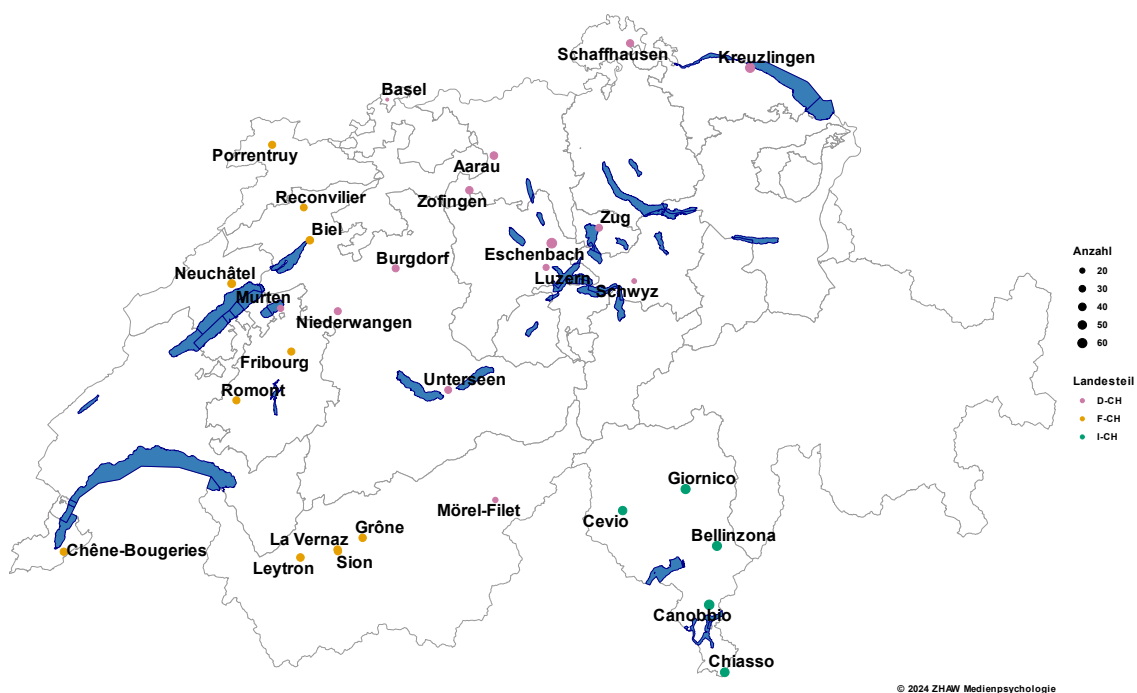 Schaffhausen
Kreuzlingen
Basel
Porrentruy
Aarau
Reconvilier
Zofingen
Biel
Zug
Burgdorf
Eschenbach
Neuchâtel
Luzern
Murten
Schwyz
Niederwangen
Fribourg
Unterseen
Romont
Giornico
Mörel-Filet
Cevio
Grône
La Vernaz
Bellinzona
Chêne-Bougeries
Leytron
Sion
Canobbio
Chiasso
Anzahl
20
30
40
50
60
Landesteil
D-CH
F-CH
I-CH
© 2024 ZHAW Medienpsychologie